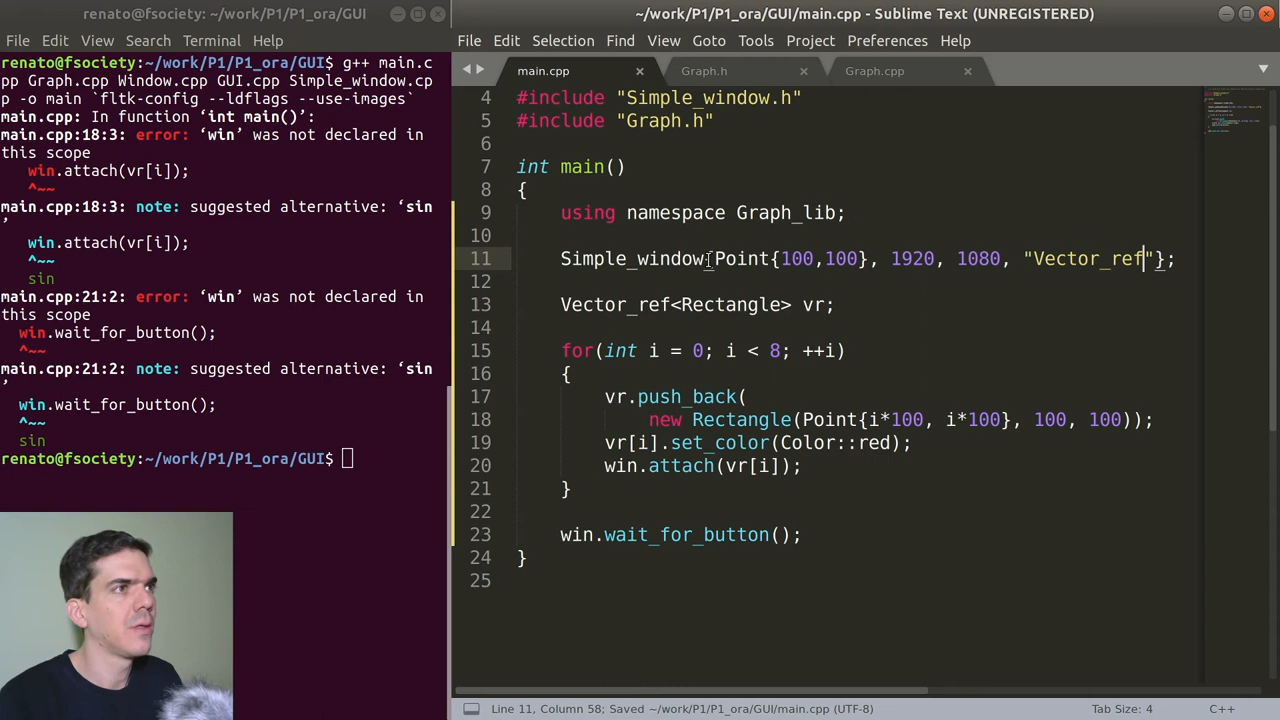 renato@fsociety: ~/work/P1/P1_ora/GUI
File Edit View Search Terminal Help
renato@fsociety:~/work/P1/P1_ora/GUI$ g++ main.c
pp Graph.cpp Window.cpp GUI.cpp Simple_window.cp
p -o main `fltk-config --ldflags --use-images`
main.cpp: In function ‘int main()’:
main.cpp:18:3: error: ‘win’ was not declared in
this scope
win.attach(vr[i]);
^~~
main.cpp:18:3: note: suggested alternative: ‘sin
’
win.attach(vr[i]);
^~~
sin
main.cpp:21:2: error: ‘win’ was not declared in
this scope
win.wait_for_button();
^~~
main.cpp:21:2: note: suggested alternative: ‘sin
’
win.wait_for_button();
^~~
sin
renato@fsociety:~/work/P1/P1_ora/GUI$
~/work/P1/P1_ora/GUI/main.cpp - Sublime Text (UNREGISTERED)
File Edit Selection Find View Goto Tools Project Preferences Help
main.cpp Graph.h Graph.cpp
4 #include "Simple_window.h"
5 #include "Graph.h"
6
7 int main()
8 {
9 using namespace Graph_lib;
10
11 Simple_window Point{100,100}, 1920, 1080, "Vector_ref"};
12
13 Vector_ref<Rectangle> vr;
14
15 for(int i = 0; i < 8; ++i)
16 {
17 vr.push_back(
18 new Rectangle(Point{i*100, i*100}, 100, 100));
19 vr[i].set_color(Color::red);
20 win.attach(vr[i]);
21 }
22
23 win.wait_for_button();
24 }
25
Line 11, Column 58; Saved ~/work/P1/P1_ora/GUI/main.cpp (UTF-8) Tab Size: 4 C++